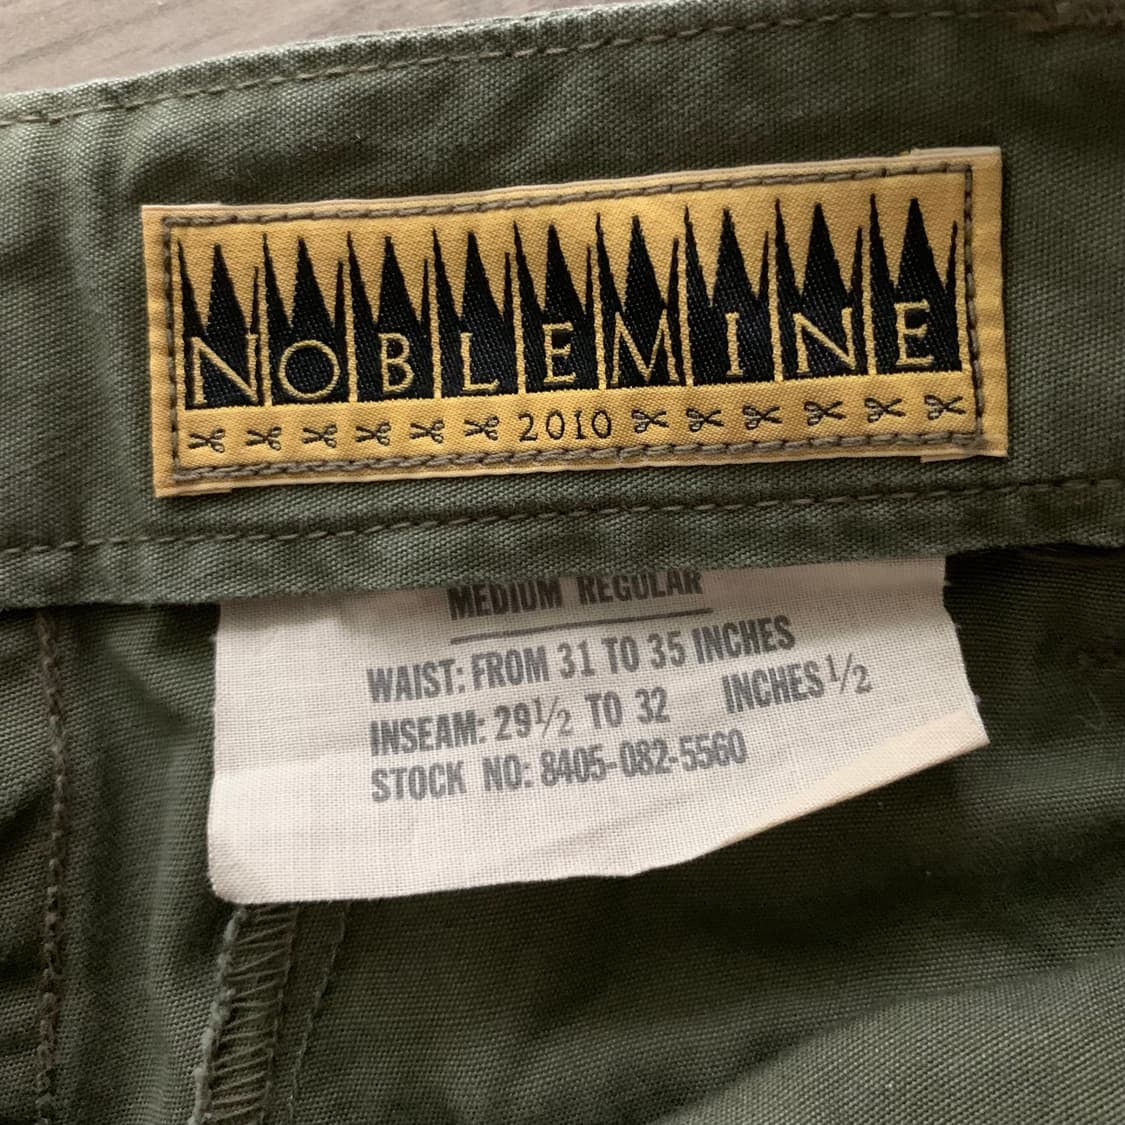 NOBLEMINE
2010
MEDIUM REGULAR
WAIST: FROM 31 TO 35 INCHES
INSEAM: 29½ TO 32 INCHES ½
STOCK NO: 8405-082-5560